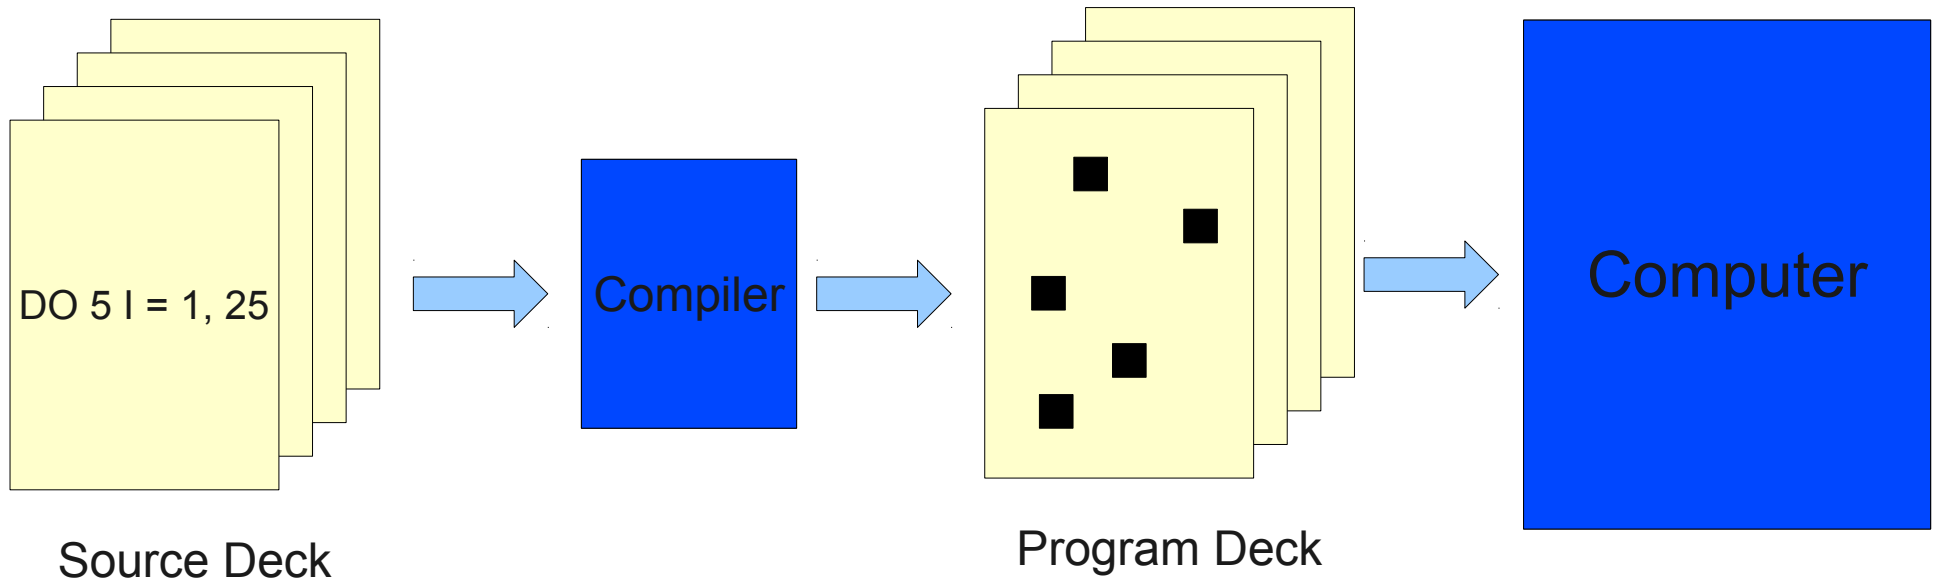 DO 5 I = 1, 25
Compiler
Computer
Source Deck
Program Deck